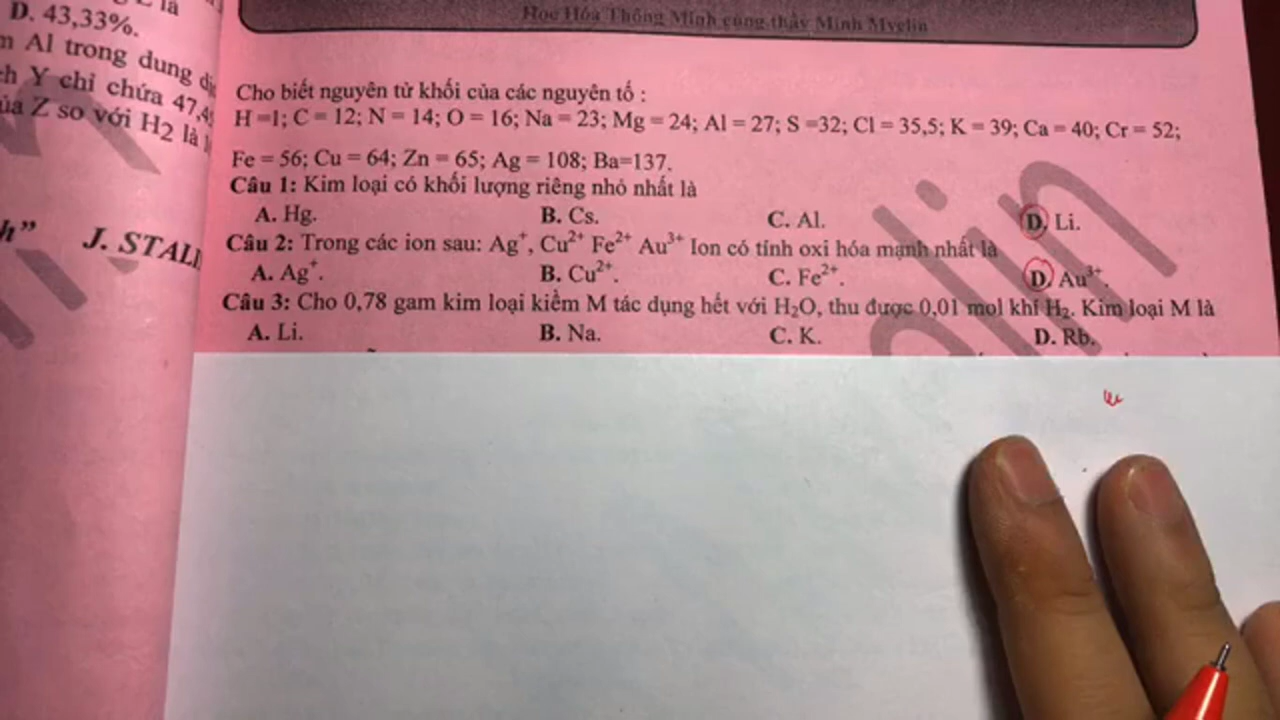 D. 43,33%.
Al trong dung
Y chỉ chứa 47,4
Z so với H2 là
J. STALI
Học Hóa Thông Minh cùng thầy Minh Myelin
Cho biết nguyên tử khối của các nguyên tố :
H =1; C = 12; N = 14; O = 16; Na = 23; Mg = 24; Al = 27; S =32; Cl = 35,5; K = 39; Ca = 40; Cr = 52;
Fe = 56; Cu = 64; Zn = 65; Ag = 108; Ba=137.
Câu 1: Kim loại có khối lượng riêng nhỏ nhất là
A. Hg. B. Cs. C. Al. D. Li.
Câu 2: Trong các ion sau: Ag⁺, Cu²⁺ Fe²⁺ Au³⁺ Ion có tính oxi hóa mạnh nhất là
A. Ag⁺. B. Cu²⁺. C. Fe²⁺. D. Au³⁺.
Câu 3: Cho 0,78 gam kim loại kiềm M tác dụng hết với H₂O, thu được 0,01 mol khí H₂. Kim loại M là
A. Li. B. Na. C. K. D. Rb.